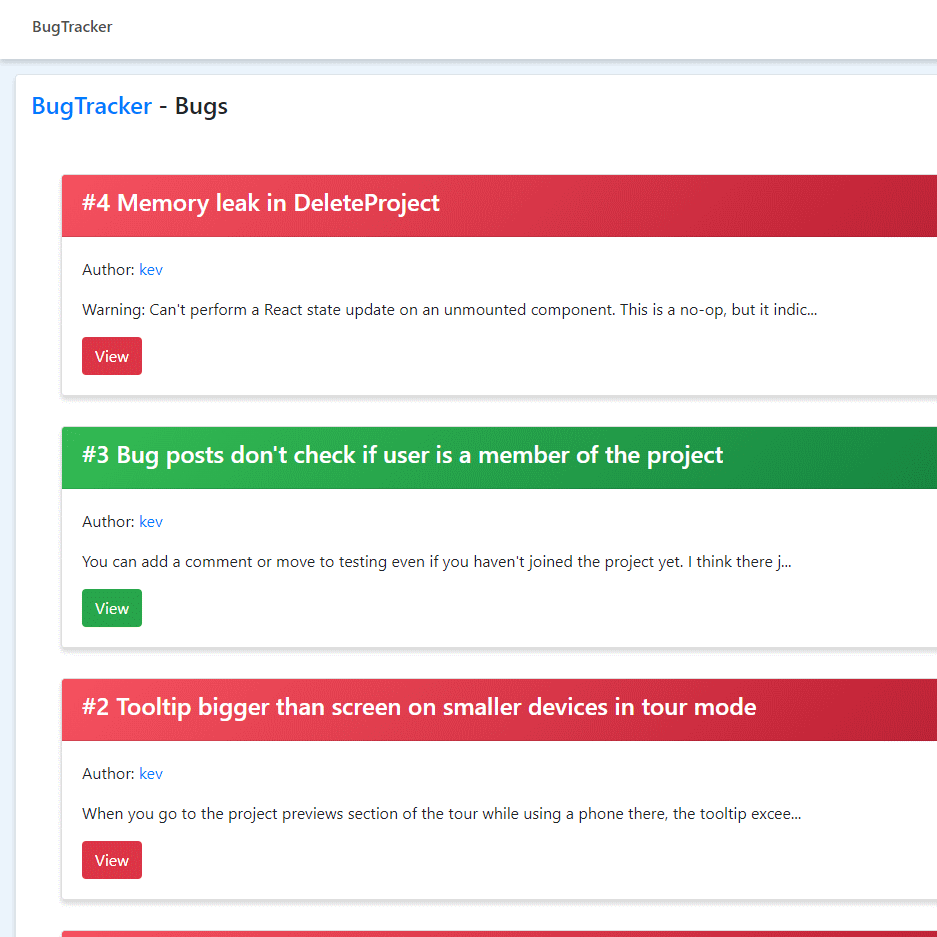 BugTracker
BugTracker - Bugs
#4 Memory leak in DeleteProject
Author: kev
Warning: Can't perform a React state update on an unmounted component. This is a no-op, but it indic...
View
#3 Bug posts don't check if user is a member of the project
Author: kev
You can add a comment or move to testing even if you haven't joined the project yet. I think there j...
View
#2 Tooltip bigger than screen on smaller devices in tour mode
Author: kev
When you go to the project previews section of the tour while using a phone there, the tooltip excee...
View